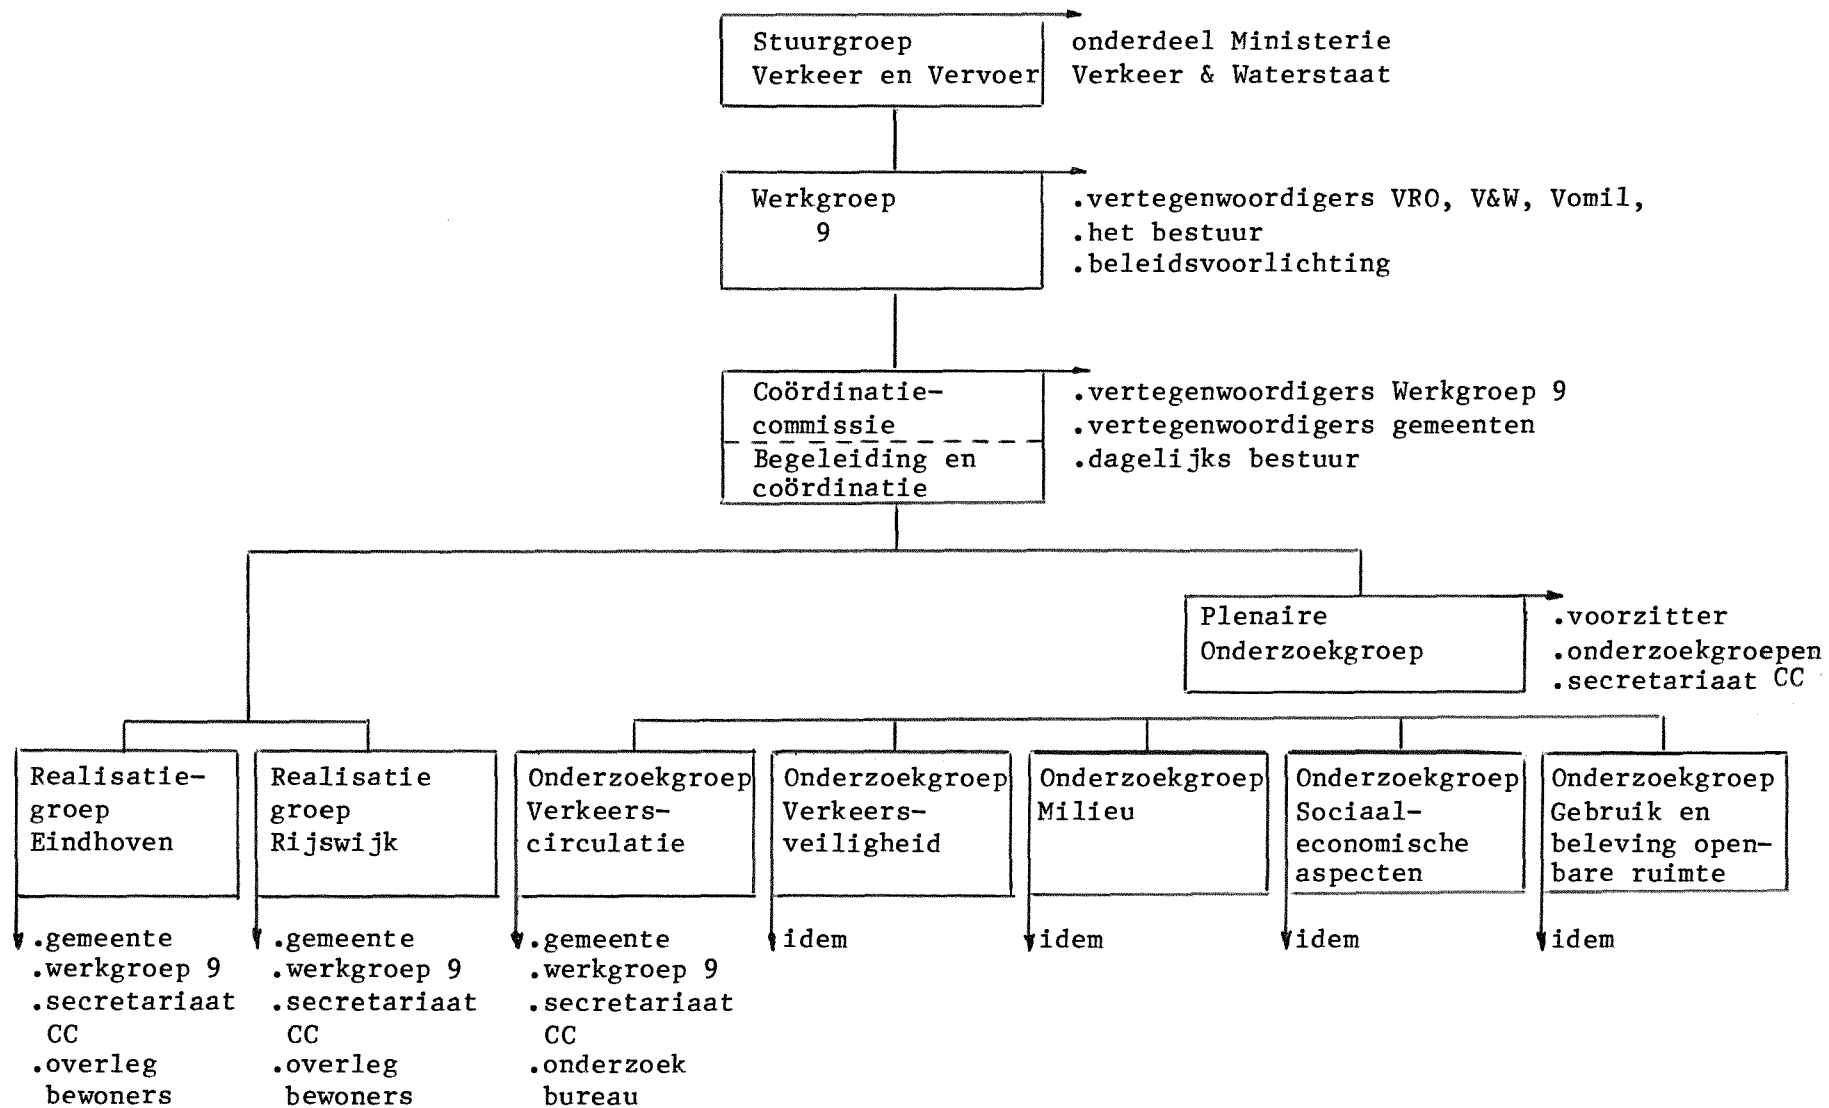 Stuurgroep
Verkeer en Vervoer
onderdeel Ministerie
Verkeer & Waterstaat
Werkgroep
9
.vertegenwoordigers VRO, V&W, Vomil,
.het bestuur
.beleidsvoorlichting
Coördinatie-
commissie
Begeleiding en
coördinatie
.vertegenwoordigers Werkgroep 9
.vertegenwoordigers gemeenten
.dagelijks bestuur
Plenaire
Onderzoekgroep
.voorzitter
.onderzoekgroepen
.secretariaat CC
Realisatie-
groep
Eindhoven
.gemeente
.werkgroep 9
.secretariaat
CC
.overleg
bewoners
Realisatie
groep
Rijswijk
.gemeente
.werkgroep 9
.secretariaat
CC
.overleg
bewoners
Onderzoekgroep
Verkeers-
circulatie
.gemeente
.werkgroep 9
.secretariaat
CC
.onderzoek
bureau
Onderzoekgroep
Verkeers-
veiligheid
idem
Onderzoekgroep
Milieu
idem
Onderzoekgroep
Sociaal-
economische
aspecten
idem
Onderzoekgroep
Gebruik en
beleving open-
bare ruimte
idem